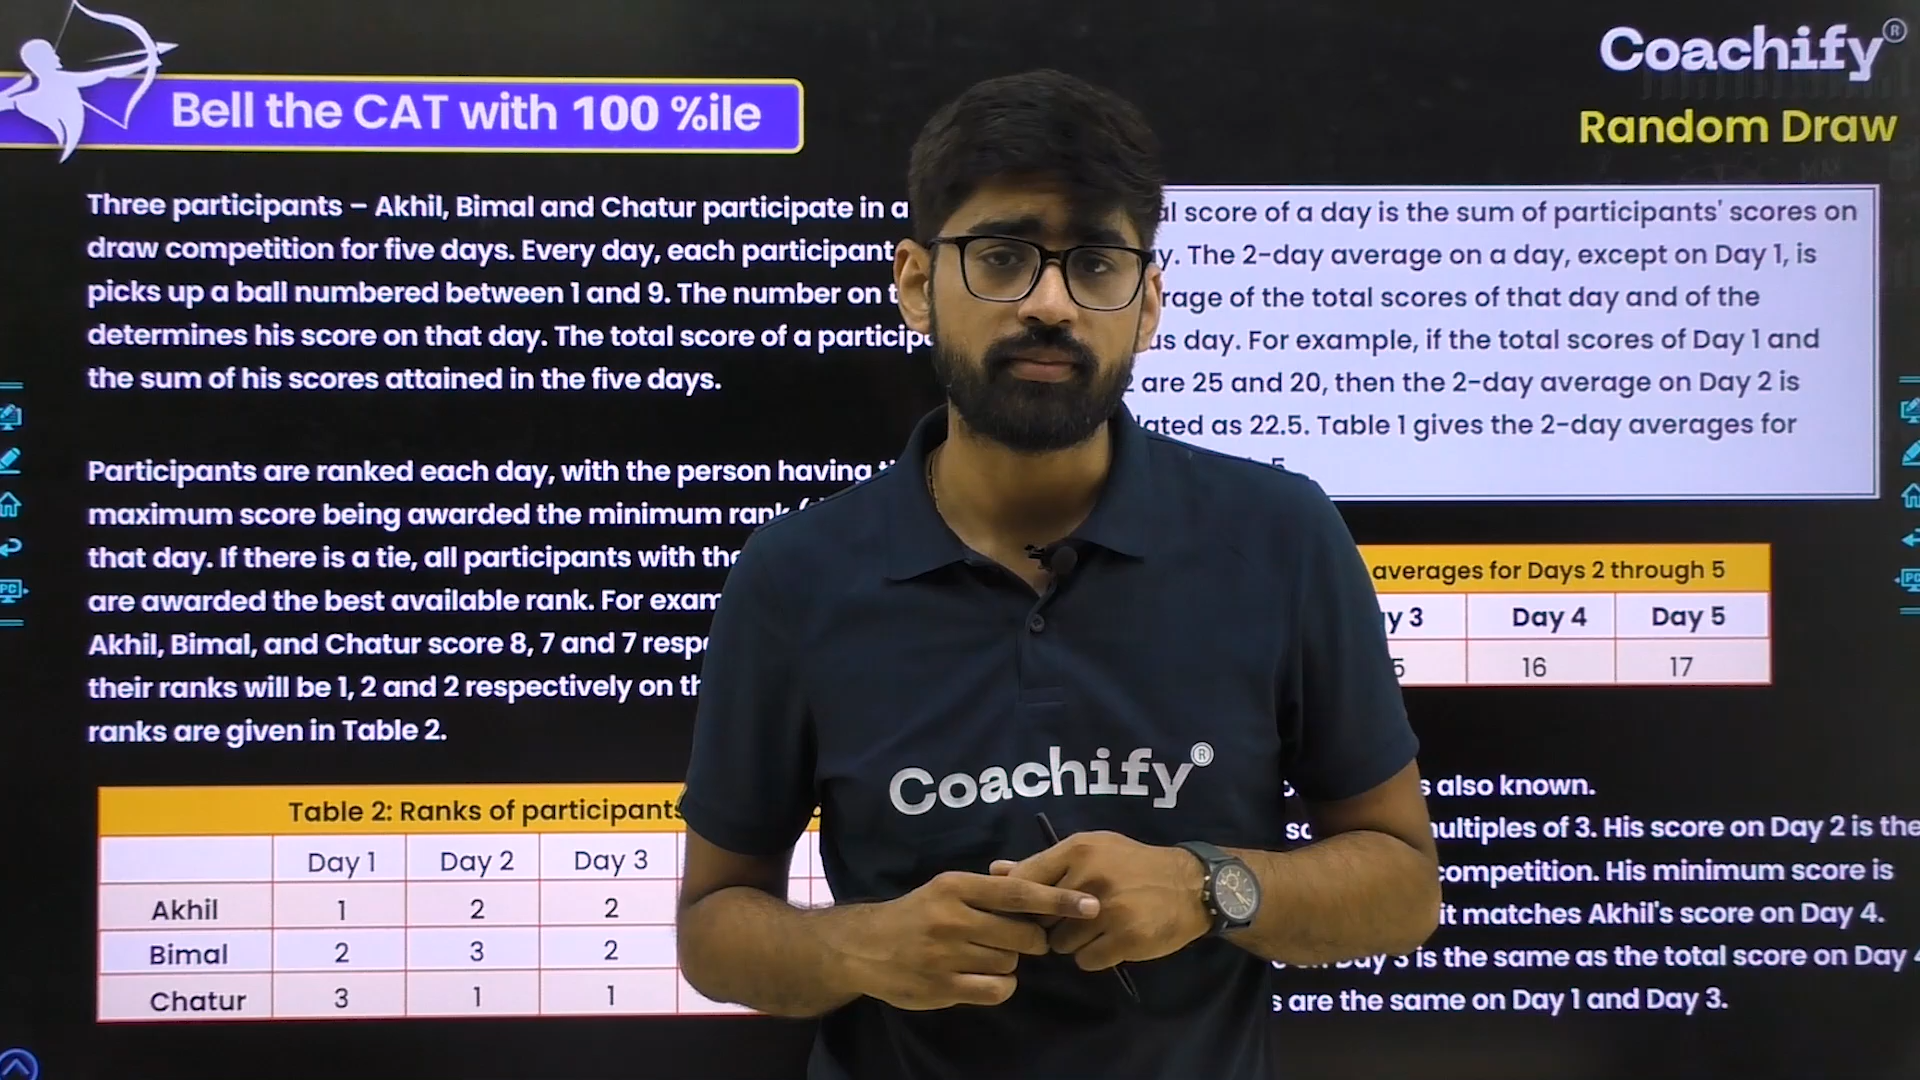 Coachify®
Bell the CAT with 100 %ile
Random Draw
Three participants – Akhil, Bimal and Chatur participate in a
draw competition for five days. Every day, each participant
picks up a ball numbered between 1 and 9. The number on
determines his score on that day. The total score of a
the sum of his scores attained in the five days.
Participants are ranked each day, with the person having
maximum score being awarded the minimum rank
that day. If there is a tie, all participants with the
are awarded the best available rank. For
Akhil, Bimal, and Chatur score 8, 7 and 7
their ranks will be 1, 2 and 2 respectively on
ranks are given in Table 2.
Table 2: Ranks of participants
Day 1 Day 2 Day 3
Akhil 1 2 2
Bimal 2 3 2
Chatur 3 1 1
score of a day is the sum of participants' scores on
The 2-day average on a day, except on Day 1, is
of the total scores of that day and of the
day. For example, if the total scores of Day 1 and
are 25 and 20, then the 2-day average on Day 2 is
as 22.5. Table 1 gives the 2-day averages for
5
averages for Days 2 through 5
3 Day 4 Day 5
5 16 17
also known.
multiples of 3. His score on Day 2 is the
competition. His minimum score is
it matches Akhil's score on Day 4.
Day 3 is the same as the total score on Day 4
are the same on Day 1 and Day 3.
Coachify®
PC
PC